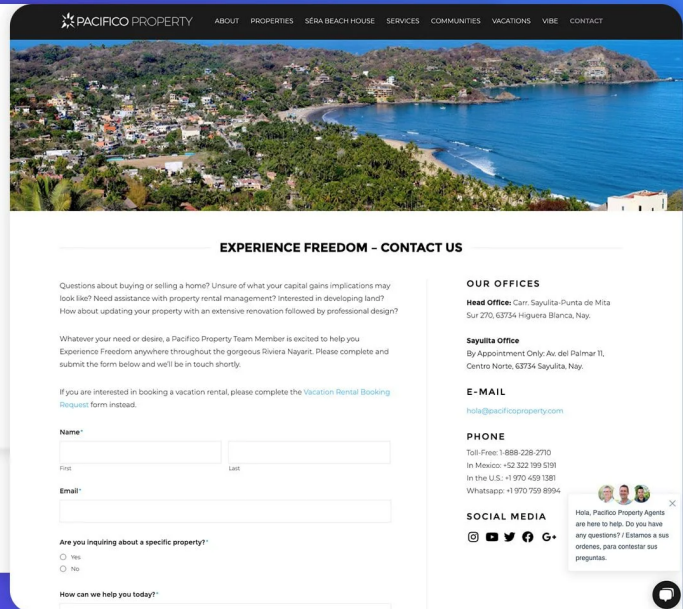 PACIFICO PROPERTY
ABOUT PROPERTIES SÉRA BEACH HOUSE SERVICES COMMUNITIES VACATIONS VIBE CONTACT
EXPERIENCE FREEDOM – CONTACT US
Questions about buying or selling a home? Unsure of what your capital gains implications may
look like? Need assistance with property rental management? Interested in developing land?
How about updating your property with an extensive renovation followed by professional design?
Whatever your need or desire, a Pacifico Property Team Member is excited to help you
Experience Freedom anywhere throughout the gorgeous Riviera Nayarit. Please complete and
submit the form below and we'll be in touch shortly.
If you are interested in booking a vacation rental, please complete the Vacation Rental Booking
Request form instead.
Name*
First Last
Email*
Are you inquiring about a specific property?*
Yes
No
How can we help you today?*
OUR OFFICES
Head Office: Carr. Sayulita-Punta de Mita
Sur 270, 63734 Higuera Blanca, Nay.
Sayulita Office
By Appointment Only: Av. del Palmar 11,
Centro Norte, 63734 Sayulita, Nay.
E-MAIL
hola@pacificoproperty.com
PHONE
Toll-Free: 1-888-228-2710
In Mexico: +52 322 199 5191
In the U.S.: +1 970 459 1381
Whatsapp: +1 970 759 8994
SOCIAL MEDIA
G+
Hola, Pacifico Property Agents
are here to help. Do you have
any questions? / Estamos a sus
ordenes, para contestar sus
preguntas.